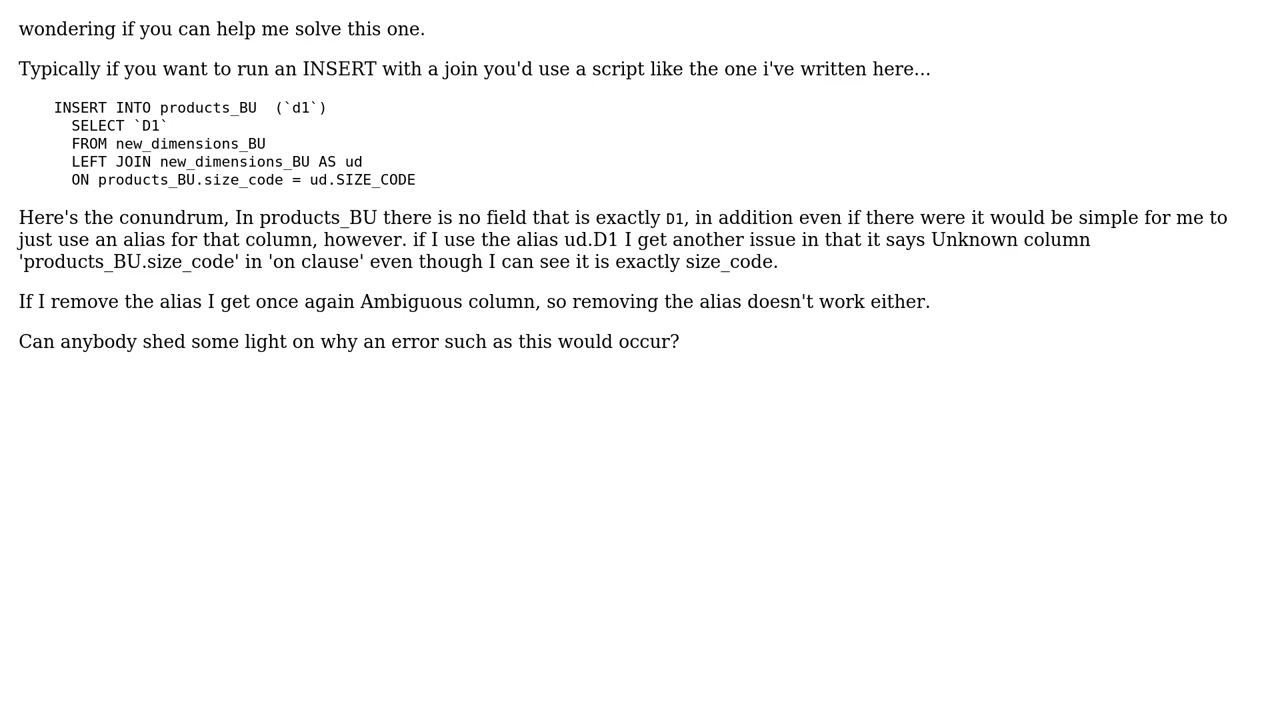 wondering if you can help me solve this one.
Typically if you want to run an INSERT with a join you'd use a script like the one i've written here...
INSERT INTO products_BU  (`d1`)
SELECT `D1`
FROM new_dimensions_BU
LEFT JOIN new_dimensions_BU AS ud
ON products_BU.size_code = ud.SIZE_CODE
Here's the conundrum, In products_BU there is no field that is exactly D1, in addition even if there were it would be simple for me to
just use an alias for that column, however. if I use the alias ud.D1 I get another issue in that it says Unknown column
'products_BU.size_code' in 'on clause' even though I can see it is exactly size_code.
If I remove the alias I get once again Ambiguous column, so removing the alias doesn't work either.
Can anybody shed some light on why an error such as this would occur?